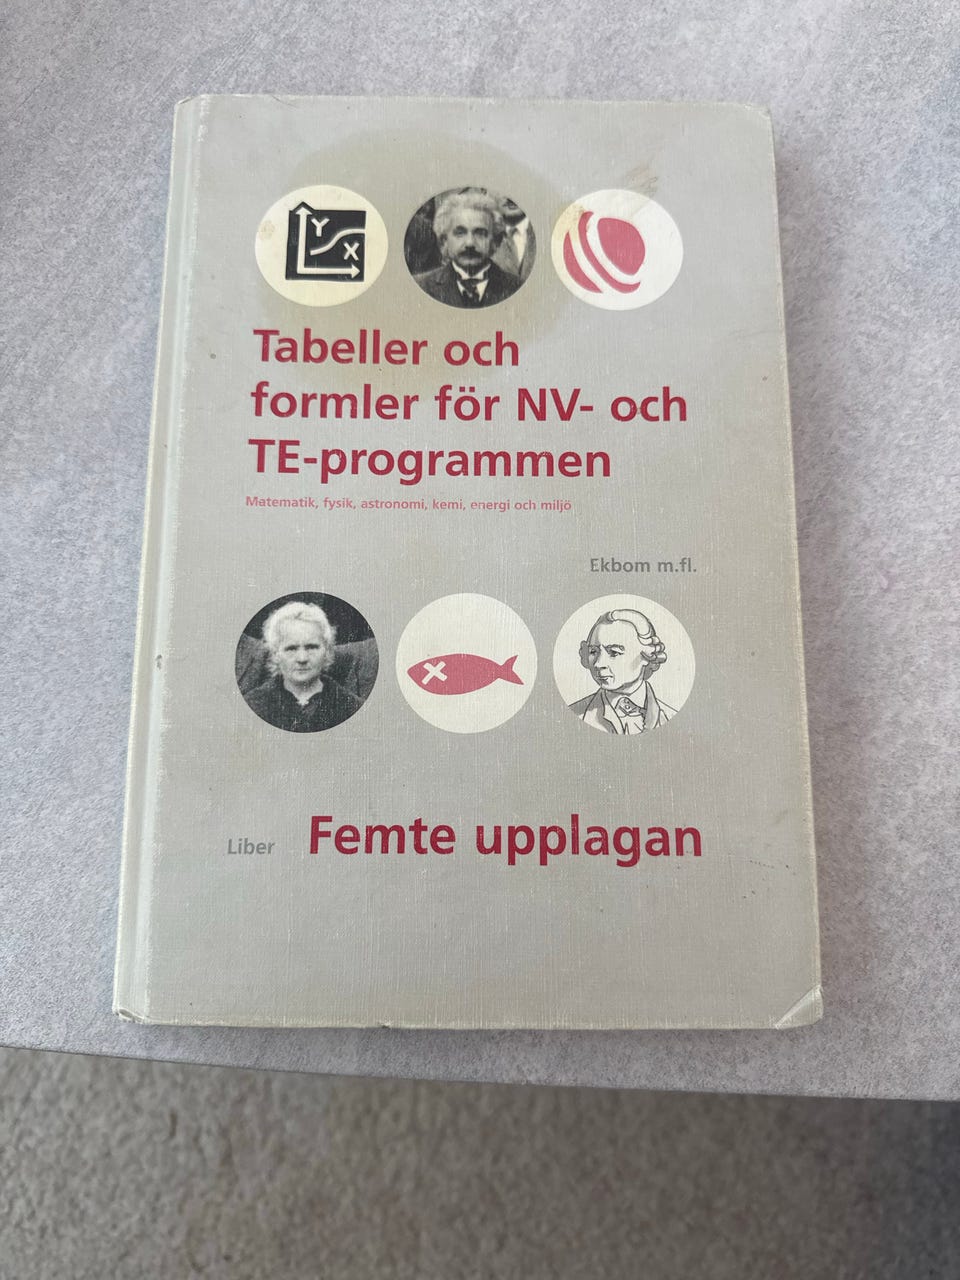 Y
X
Tabeller och
formler för NV- och
TE-programmen
Matematik, fysik, astronomi, kemi, energi och miljö
Ekbom m.fl.
Liber
Femte upplagan